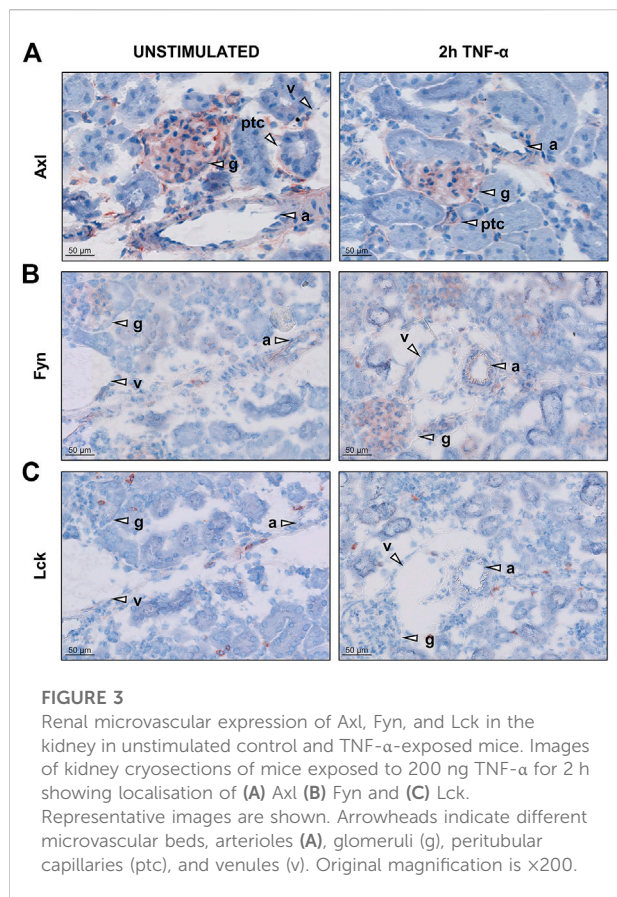 A
UNSTIMULATED
2h TNF-α
Axl
v
ptc
g
a
50 µm
a
g
ptc
50 µm
B
Fyn
g
a
v
50 µm
v
a
g
50 µm
C
Lck
g
a
v
50 µm
v
a
g
50 µm
FIGURE 3
Renal microvascular expression of Axl, Fyn, and Lck in the
kidney in unstimulated control and TNF-α-exposed mice. Images
of kidney cryosections of mice exposed to 200 ng TNF-α for 2 h
showing localisation of (A) Axl (B) Fyn and (C) Lck.
Representative images are shown. Arrowheads indicate different
microvascular beds, arterioles (A), glomeruli (g), peritubular
capillaries (ptc), and venules (v). Original magnification is ×200.